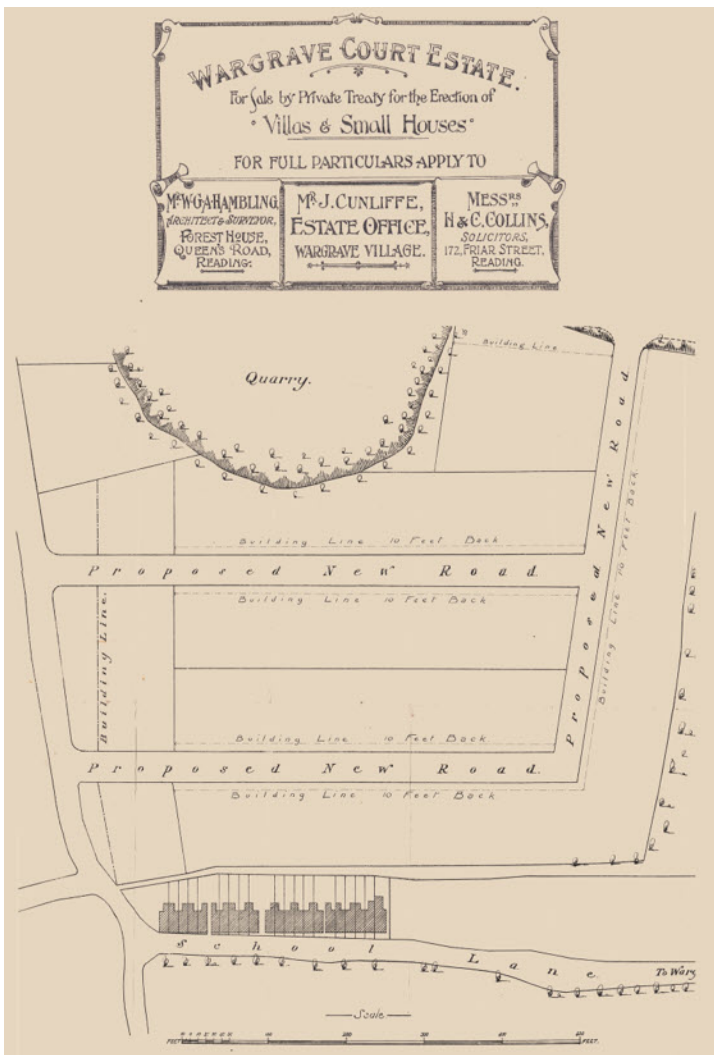 WARGRAVE COURT ESTATE.
For Sale by Private Treaty for the Erection of
Villas & Small Houses
FOR FULL PARTICULARS APPLY TO
MR W.G.A. HAMBLING,
ARCHITECT & SURVEYOR,
FOREST HOUSE,
QUEEN'S ROAD,
READING.
MR J. CUNLIFFE,
ESTATE OFFICE,
WARGRAVE VILLAGE.
MESSRS
H & C. COLLINS,
SOLICITORS,
172, FRIAR STREET,
READING.
Building Line
Quarry.
Proposed New Road
Building Line 10 Feet Back
Building Line 10 Feet Back
Proposed New Road.
Building Line 10 Feet Back
Building Line.
Building Line 10 Feet Back
Proposed New Road.
Building Line 10 Feet Back
School Lane
To Warg
Scale
FEET
100
200
300
400
500
FEET.